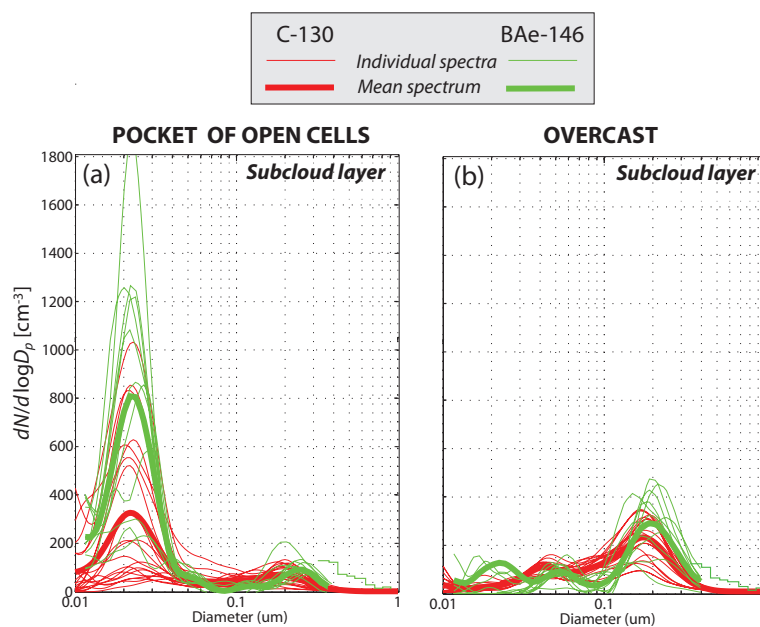 C-130 BAe-146
Individual spectra
Mean spectrum
POCKET OF OPEN CELLS OVERCAST
(a) Subcloud layer
(b) Subcloud layer
1800
1600
1400
1200
1000
800
600
400
200
0
dN/dlogDp [cm-3]
0.01 0.1 1
Diameter (um)
0.01 0.1
Diameter (um)